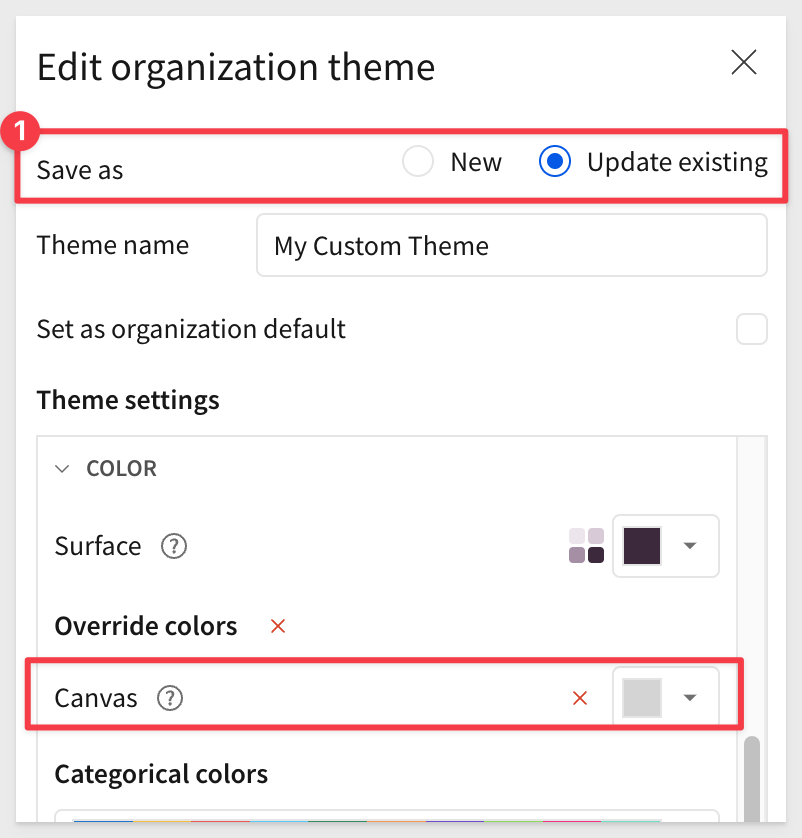 Edit organization theme
1
Save as New Update existing
Theme name My Custom Theme
Set as organization default
Theme settings
COLOR
Surface ?
Override colors
Canvas ?
Categorical colors